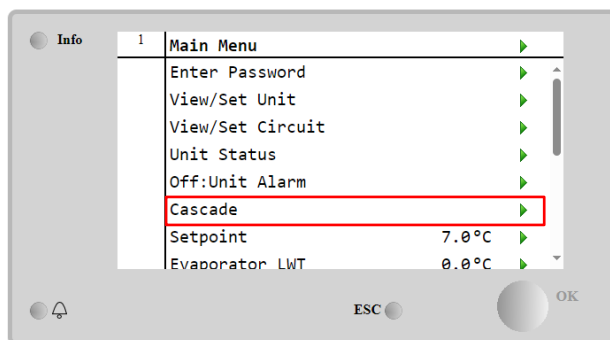 Info
1 Main Menu
Enter Password
View/Set Unit
View/Set Circuit
Unit Status
Off:Unit Alarm
Cascade
Setpoint 7.0°C
Evaporator LWT 0.0°C
ESC
OK